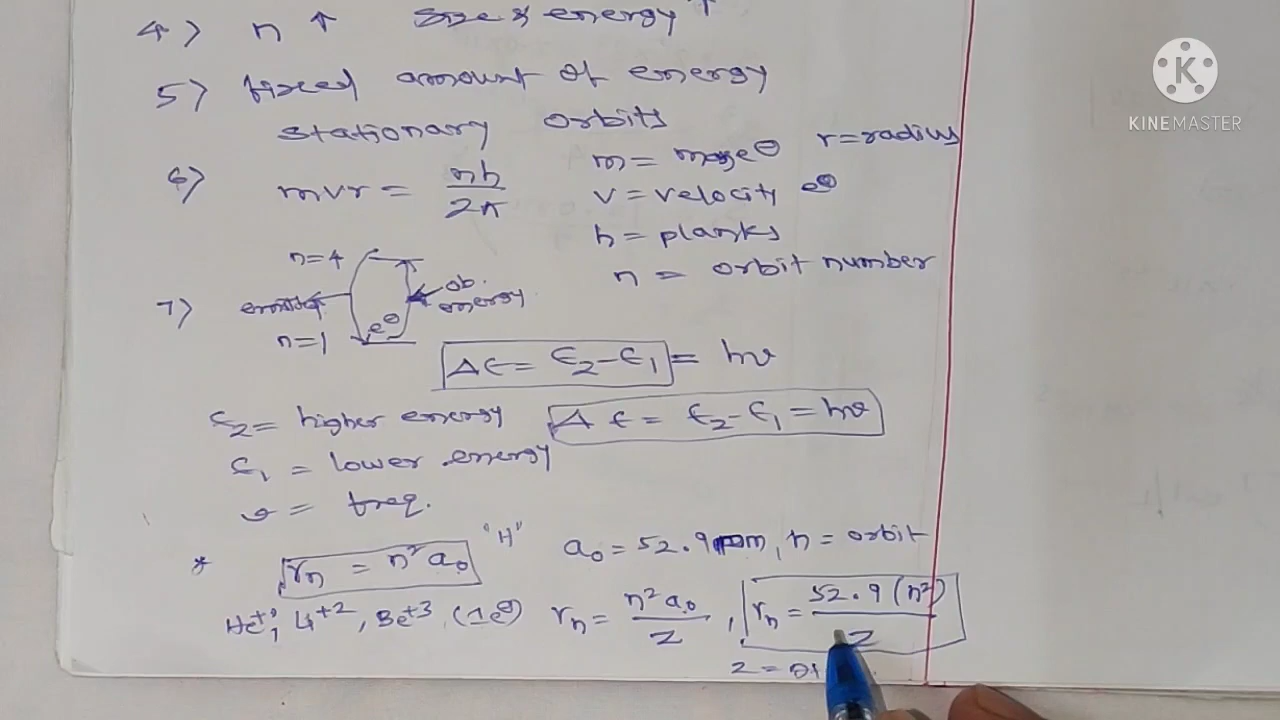 4) n ↑ size & energy ↑
5) fixed amount of energy
stationary orbits
6) mvr = nh/2π
m = mass e⊖ r = radius
v = velocity e⊖
h = planks
n = orbit number
7) n=4
emitted
ab. energy
e⊖
n=1
ΔE = E2 - E1 = hν
E2 = higher energy ΔE = E2 - E1 = hν
E1 = lower energy
ν = freq.
* rn = n² a0 "H" a0 = 52.9 pm, n = orbit
He+, Li+2, Be+3, (1e⊖) rn = n² a0 / Z, rn = 52.9 (n²) / Z
Z = at
K
KINEMASTER